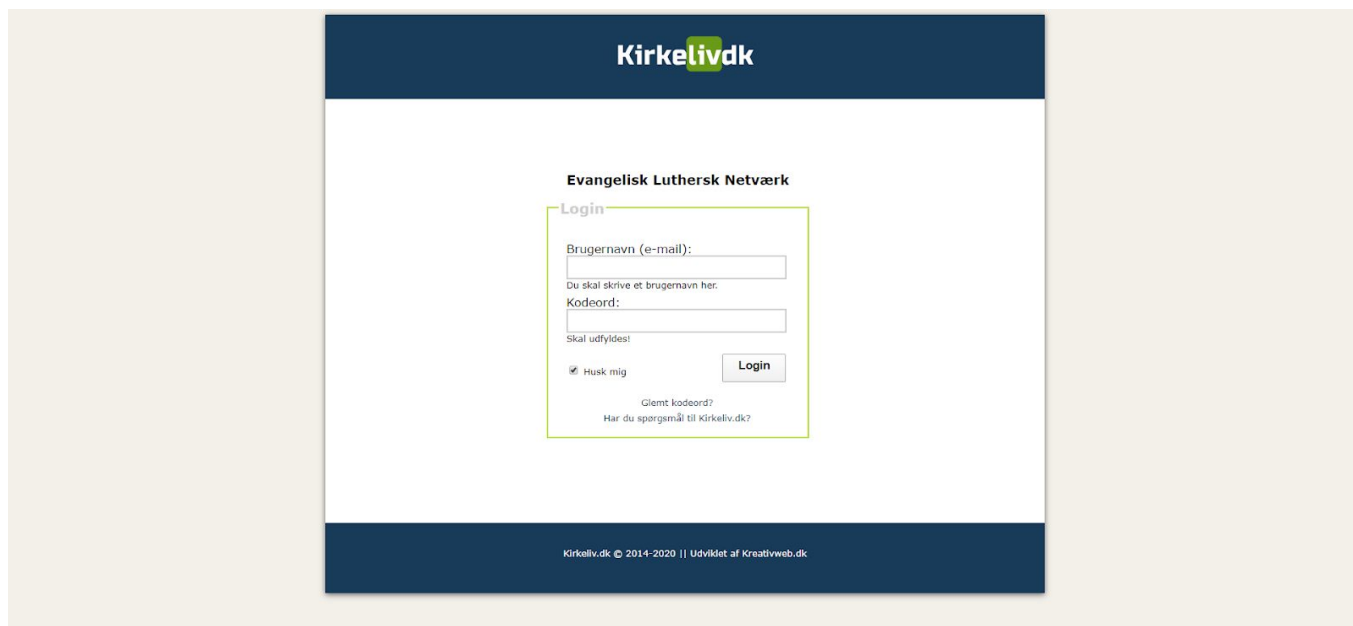 Kirkelivdk
Evangelisk Luthersk Netværk
Login
Brugernavn (e-mail):
Du skal skrive et brugernavn her.
Kodeord:
Skal udfyldes!
Husk mig
Login
Glemt kodeord?
Har du spørgsmål til Kirkeliv.dk?
Kirkeliv.dk © 2014-2020 || Udviklet af Kreativweb.dk